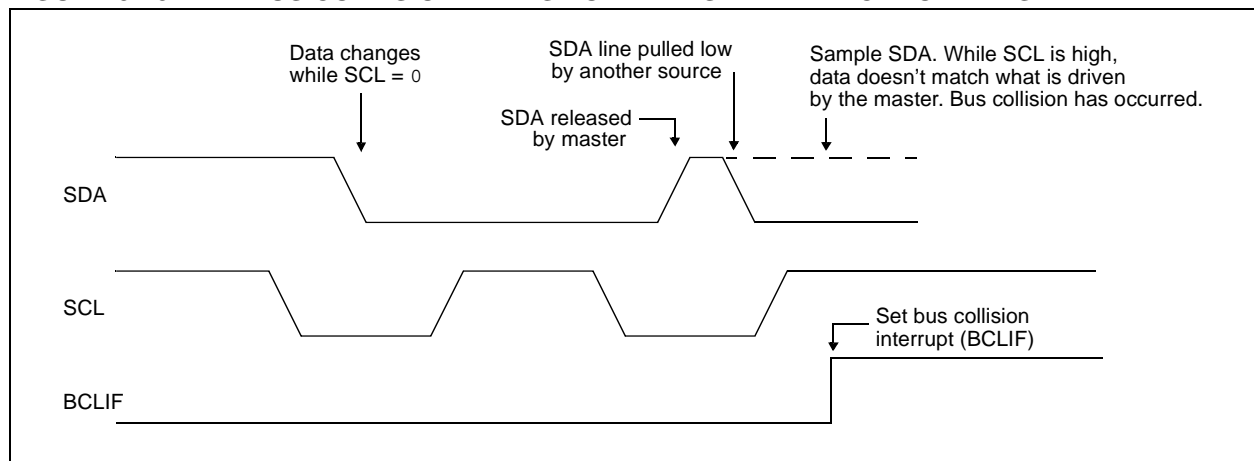 Data changes
while SCL = 0
SDA line pulled low
by another source
Sample SDA. While SCL is high,
data doesn't match what is driven
by the master. Bus collision has occurred.
SDA released
by master
SDA
SCL
Set bus collision
interrupt (BCLIF)
BCLIF